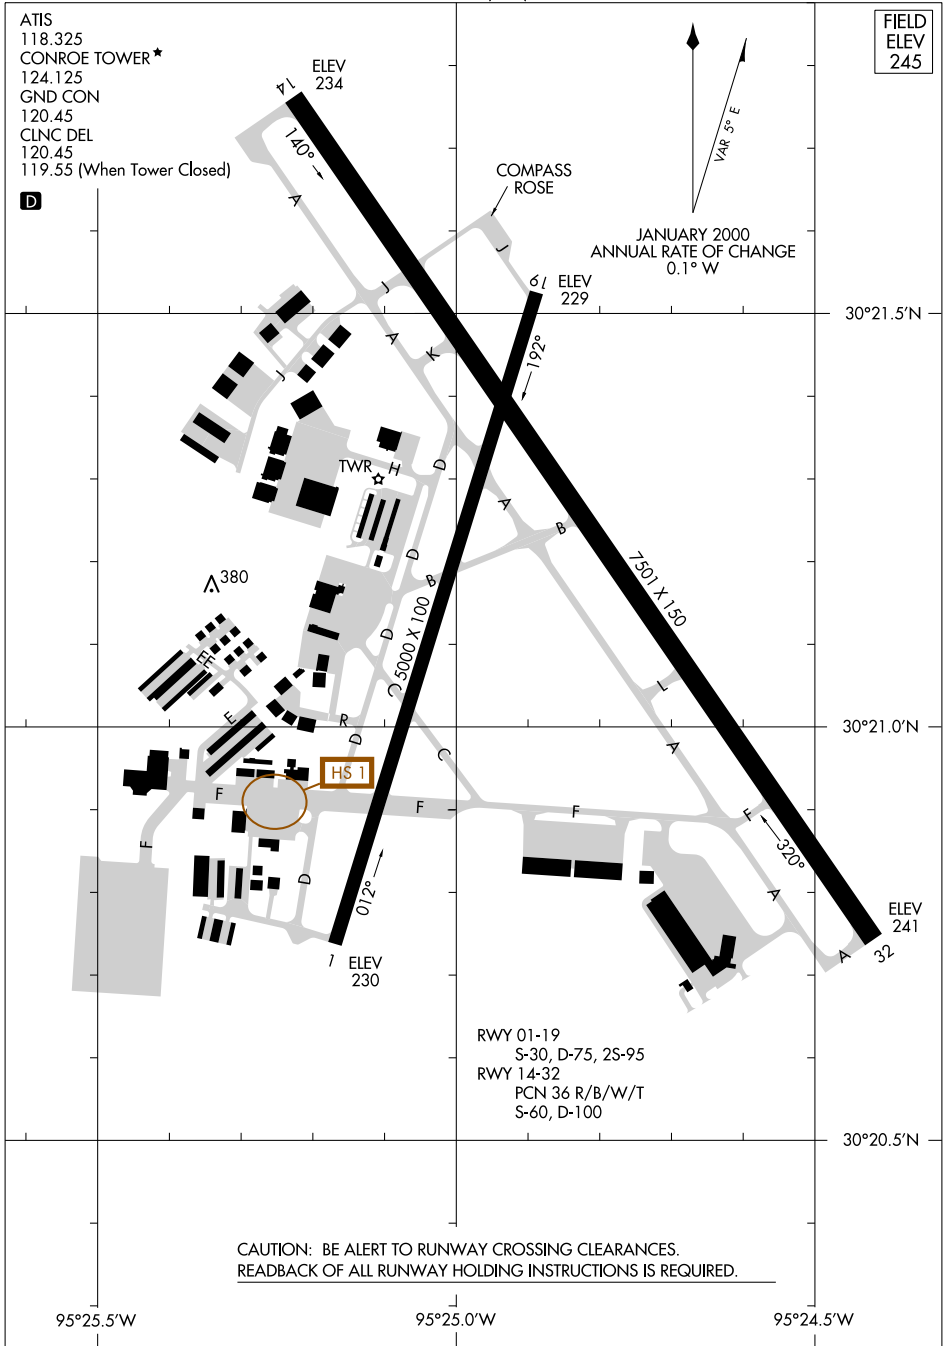 ATIS
118.325
CONROE TOWER★
124.125
GND CON
120.45
CLNC DEL
120.45
119.55 (When Tower Closed)
D
FIELD
ELEV
245
VAR 5° E
JANUARY 2000
ANNUAL RATE OF CHANGE
0.1° W
14
ELEV
234
140°
A
COMPASS
ROSE
J
J
19
ELEV
229
30°21.5'N
A
K
192°
J
TWR
H
D
A
B
D
B
7501 X 150
380
D
5000 X 100
EE
C
L
E
R
D
30°21.0'N
A
C
HS 1
F
F
F
E
F
320°
D
012°
A
ELEV
241
A
32
1
ELEV
230
RWY 01-19
S-30, D-75, 2S-95
RWY 14-32
PCN 36 R/B/W/T
S-60, D-100
30°20.5'N
CAUTION: BE ALERT TO RUNWAY CROSSING CLEARANCES.
READBACK OF ALL RUNWAY HOLDING INSTRUCTIONS IS REQUIRED.
95°25.5'W
95°25.0'W
95°24.5'W